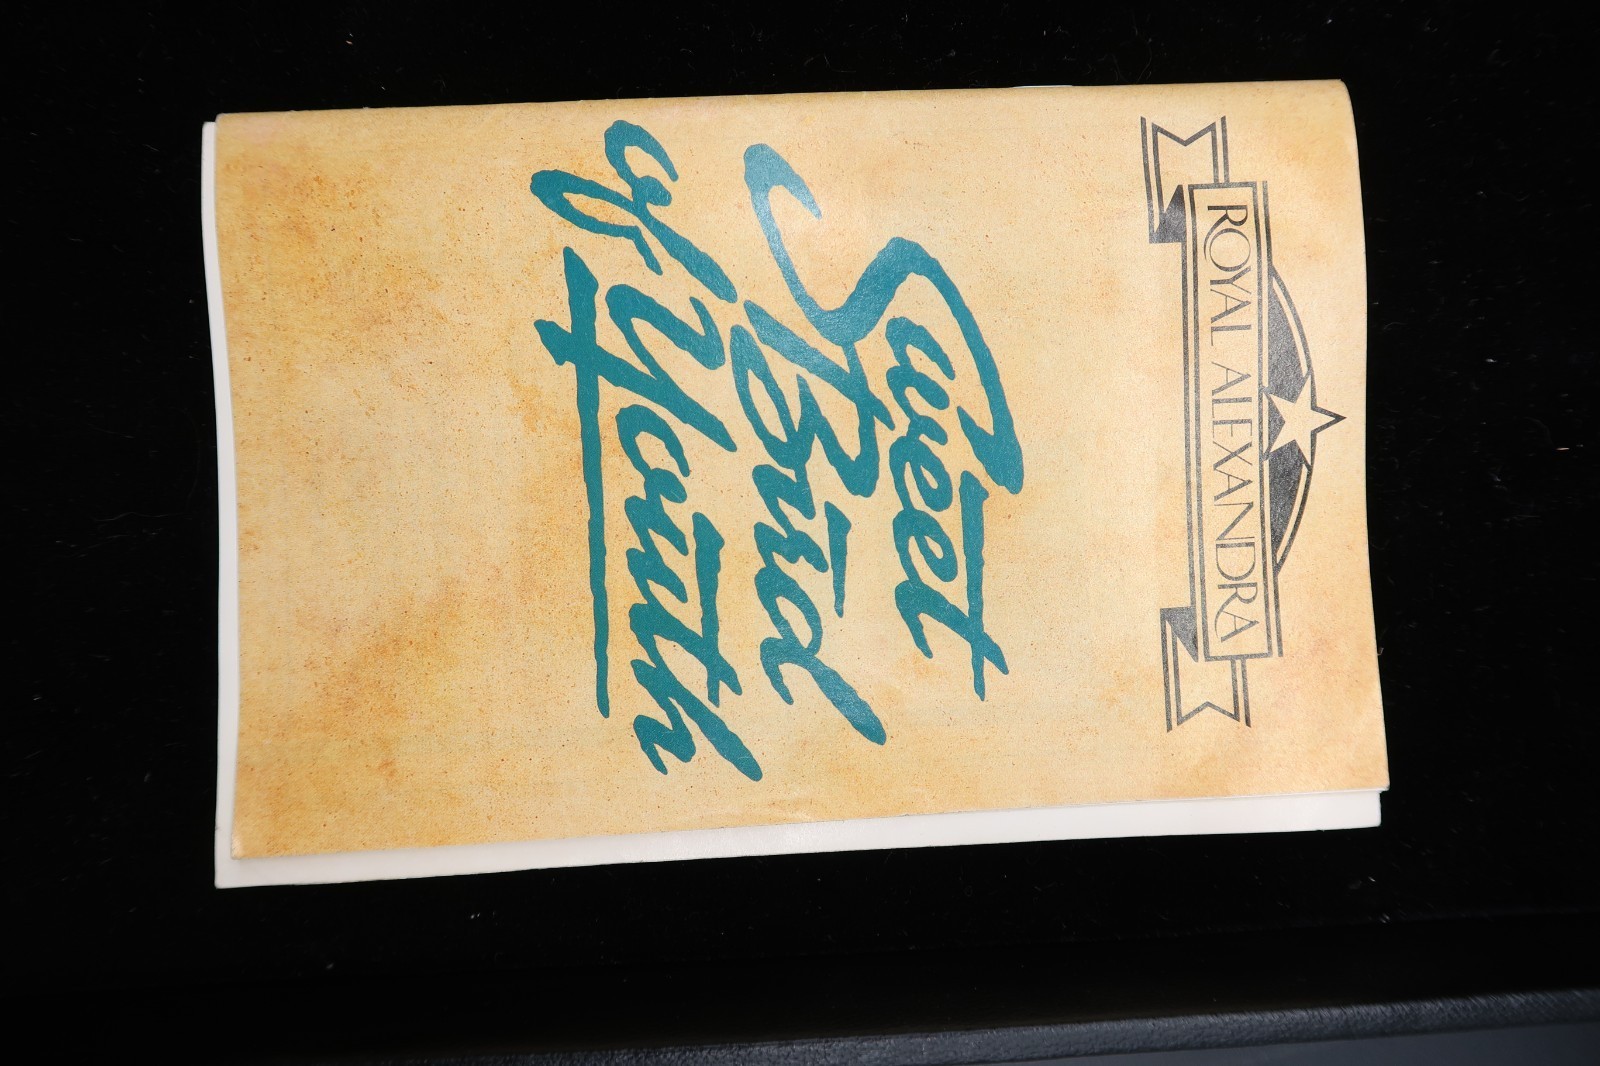 ROYAL ALEXANDRA
Sweet
Bird
of Youth